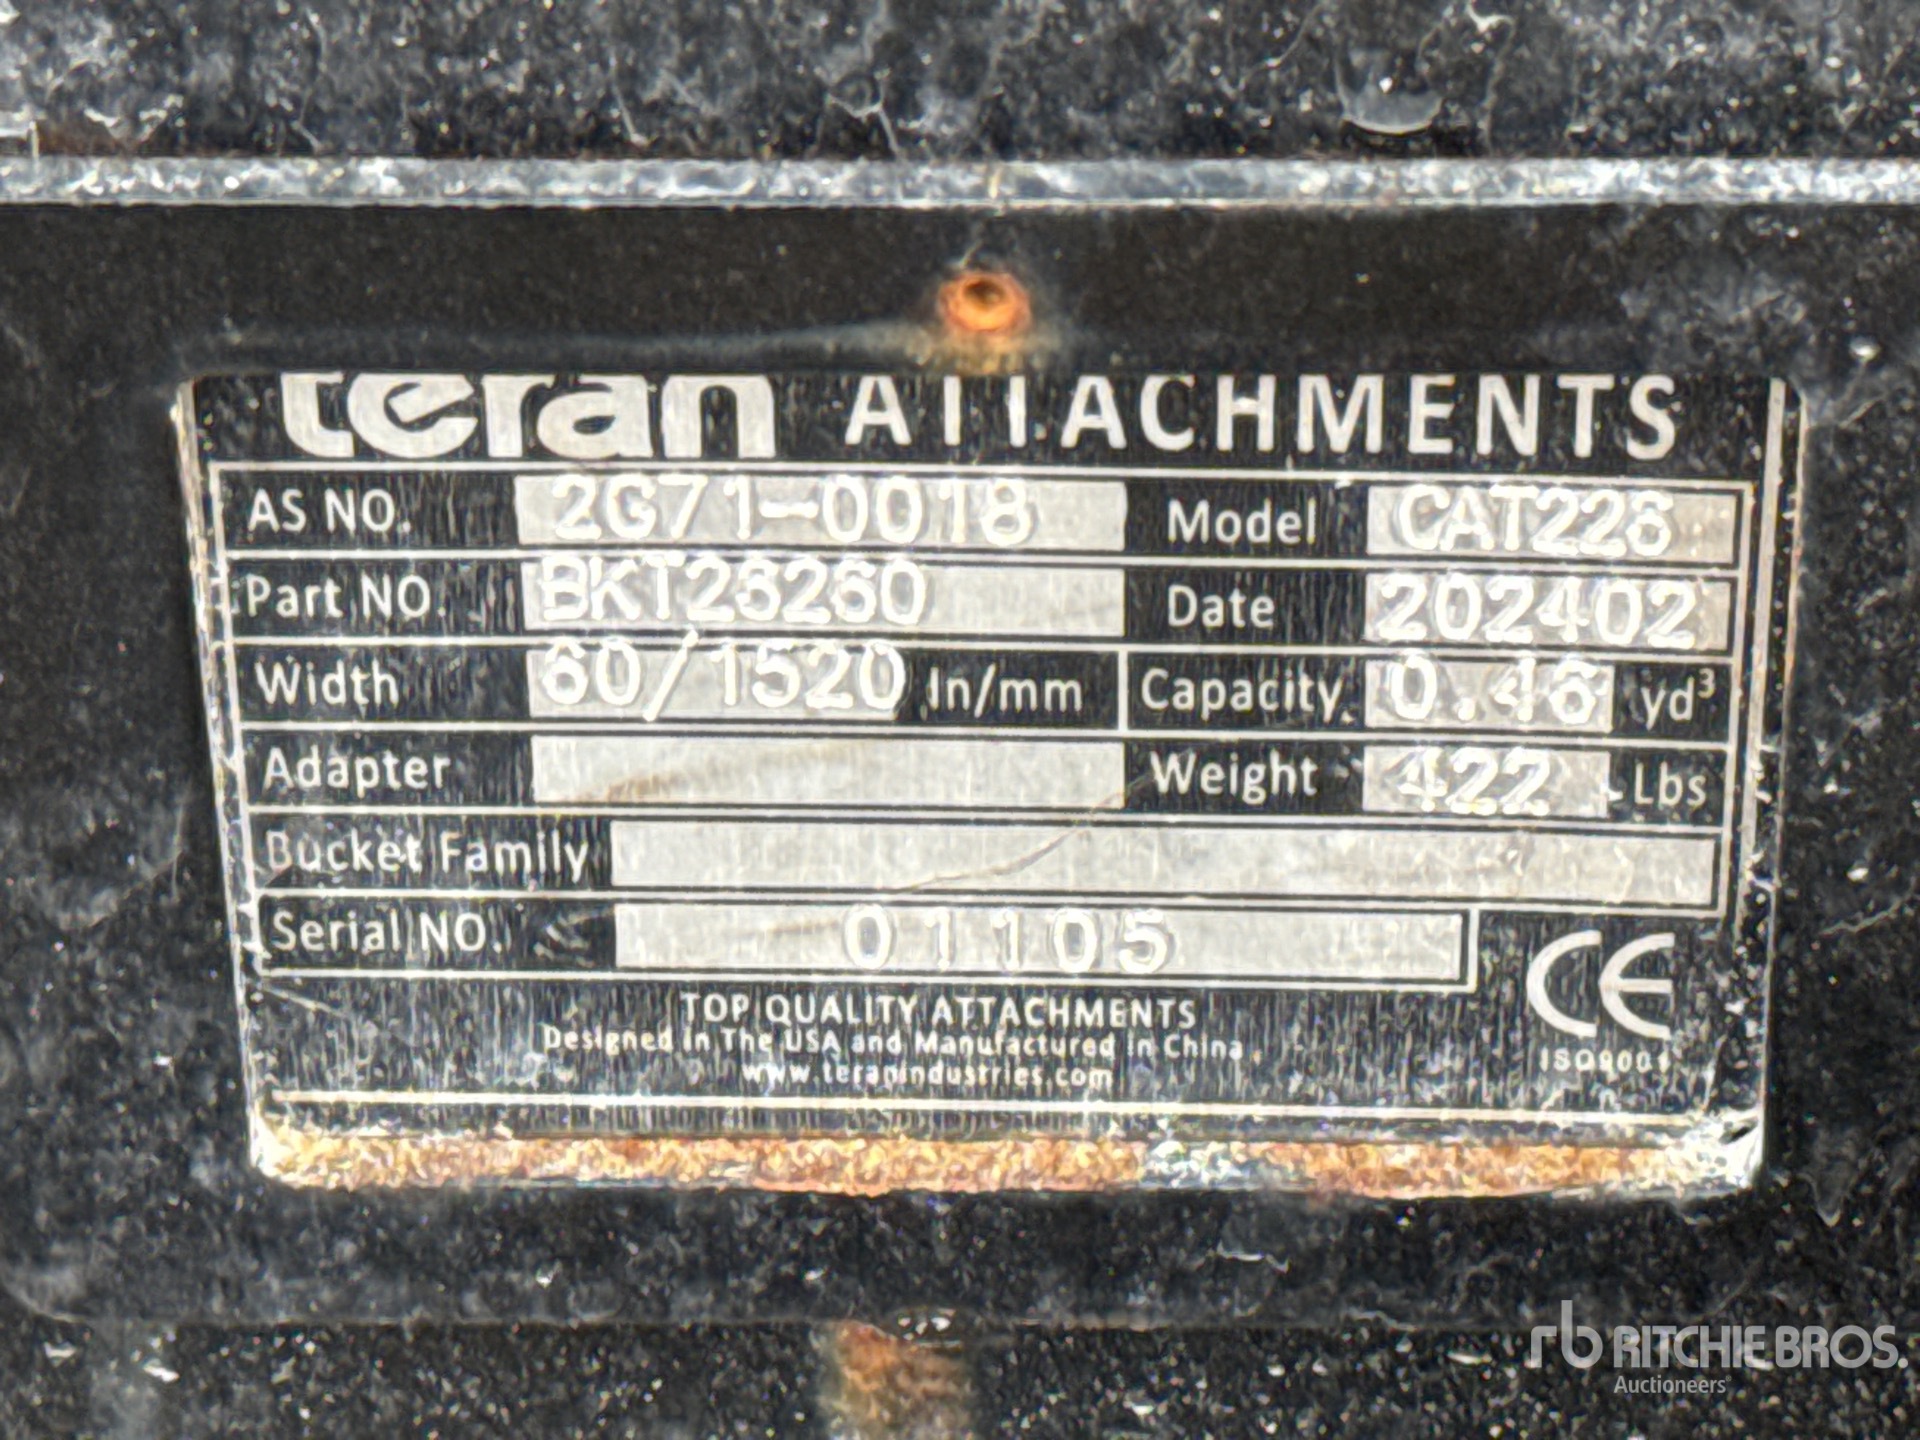 teran ATTACHMENTS
AS NO. 2G71-0018 Model CAT226
Part NO. BKT26260 Date 202402
Width 60/1520 In/mm Capacity 0.46 yd³
Adapter Weight 422 Lbs
Bucket Family
Serial NO. 01105
CE
ISO9001
TOP QUALITY ATTACHMENTS
Designed In The USA and Manufactured In China
www.teranindustries.com
rb RITCHIE BROS.
Auctioneers